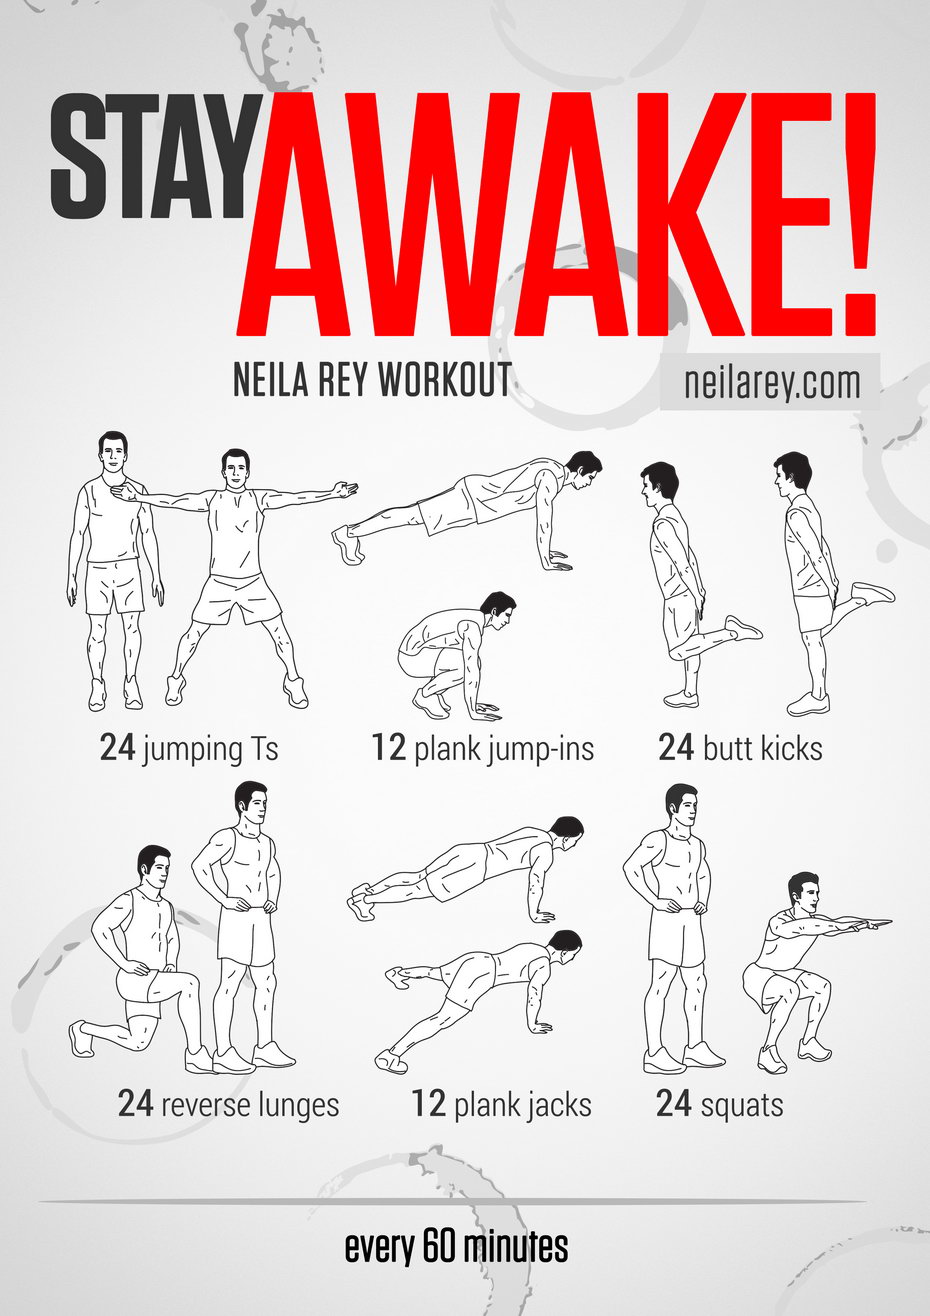 STAY AWAKE!
NEILA REY WORKOUT
neilarey.com
24 jumping Ts
12 plank jump-ins
24 butt kicks
24 reverse lunges
12 plank jacks
24 squats
every 60 minutes